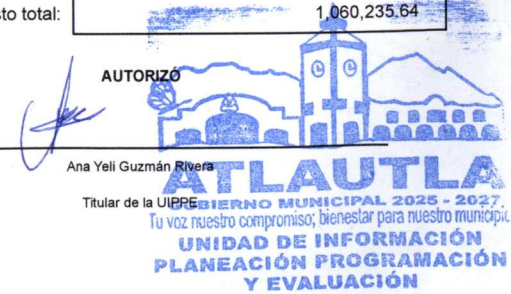 sto total: 1,060,235.64
AUTORIZÓ
Ana Yeli Guzmán Rivera
Titular de la UIPPE
ATLAUTLA
GOBIERNO MUNICIPAL 2025 - 2027
Tu voz nuestro compromiso; bienestar para nuestro municipio
UNIDAD DE INFORMACIÓN
PLANEACIÓN PROGRAMACIÓN
Y EVALUACIÓN